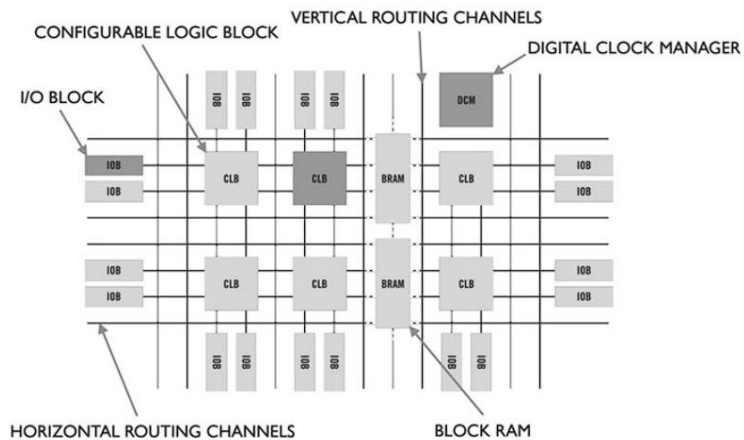 VERTICAL ROUTING CHANNELS
CONFIGURABLE LOGIC BLOCK
DIGITAL CLOCK MANAGER
I/O BLOCK
IOB IOB IOB IOB DCM
IOB CLB CLB BRAM CLB IOB
IOB IOB
IOB CLB CLB BRAM CLB IOB
IOB IOB
IOB IOB IOB IOB IOB IOB
HORIZONTAL ROUTING CHANNELS
BLOCK RAM